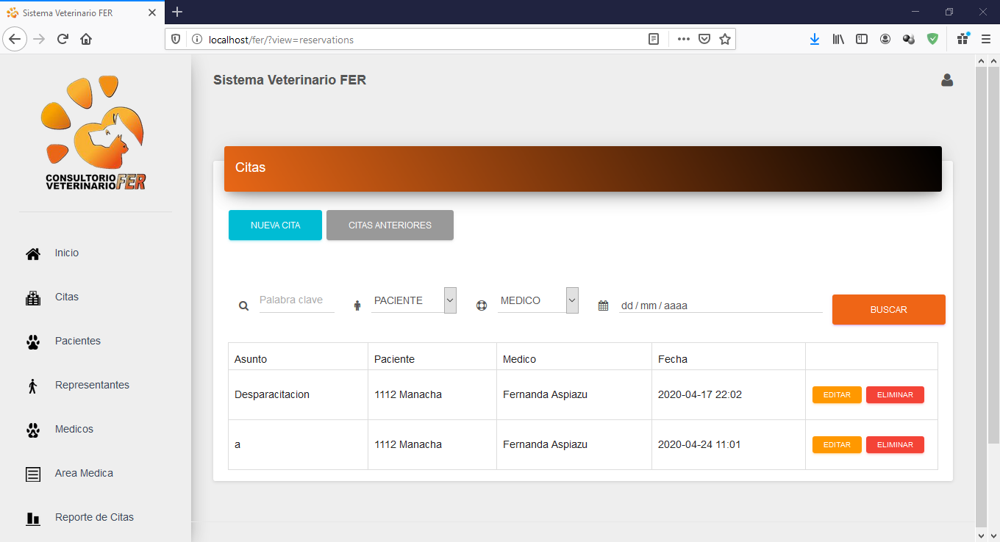 Sistema Veterinario FER
localhost/fer/?view=reservations
CONSULTORIO
VETERINARIO FER
Inicio
Citas
Pacientes
Representantes
Medicos
Area Medica
Reporte de Citas
Sistema Veterinario FER
Citas
NUEVA CITA CITAS ANTERIORES
Palabra clave PACIENTE MEDICO dd / mm / aaaa BUSCAR
Asunto Paciente Medico Fecha
Desparacitacion 1112 Manacha Fernanda Aspiazu 2020-04-17 22:02 EDITAR ELIMINAR
a 1112 Manacha Fernanda Aspiazu 2020-04-24 11:01 EDITAR ELIMINAR